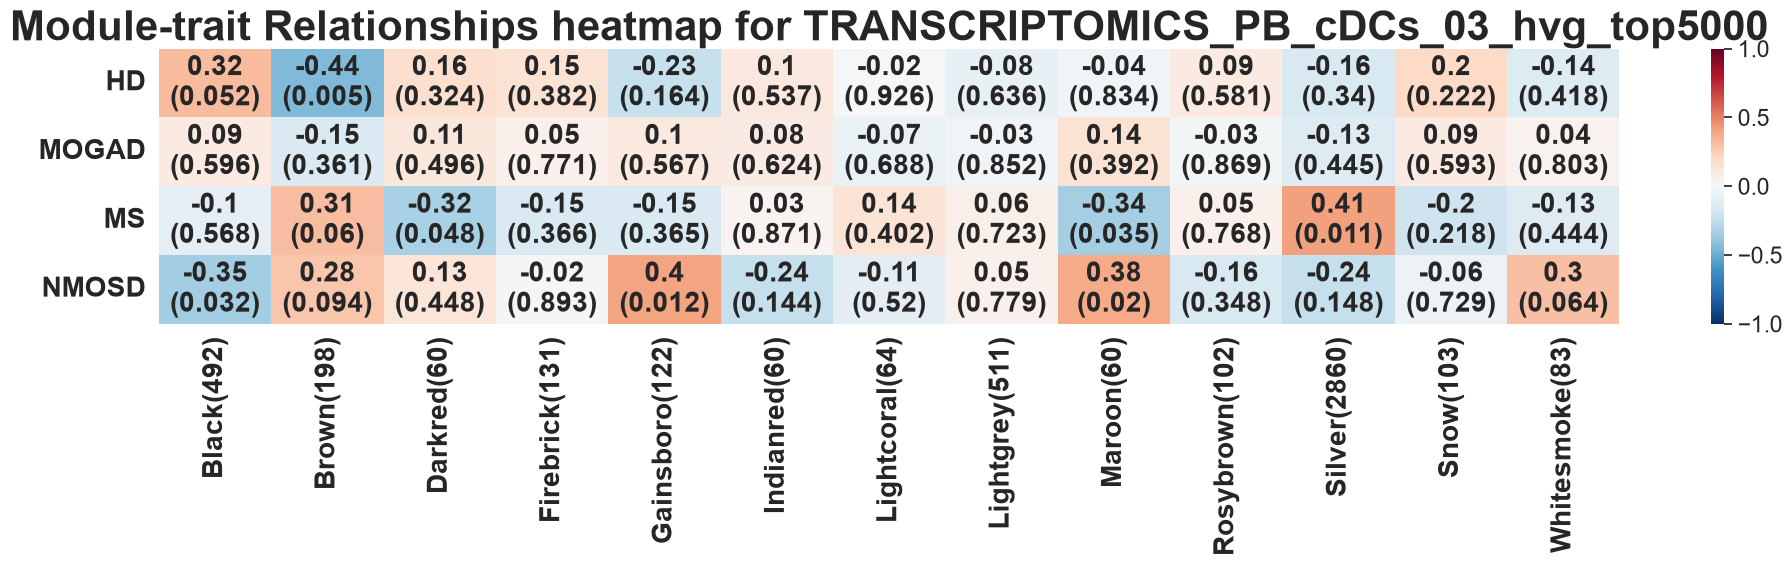 Module-trait Relationships heatmap for TRANSCRIPTOMICS_PB_cDCs_03_hvg_top5000
HD 0.32 -0.44 0.16 0.15 -0.23 0.1 -0.02 -0.08 -0.04 0.09 -0.16 0.2 -0.14
(0.052) (0.005) (0.324) (0.382) (0.164) (0.537) (0.926) (0.636) (0.834) (0.581) (0.34) (0.222) (0.418)
MOGAD 0.09 -0.15 0.11 0.05 0.1 0.08 -0.07 -0.03 0.14 -0.03 -0.13 0.09 0.04
(0.596) (0.361) (0.496) (0.771) (0.567) (0.624) (0.688) (0.852) (0.392) (0.869) (0.445) (0.593) (0.803)
MS -0.1 0.31 -0.32 -0.15 -0.15 0.03 0.14 0.06 -0.34 0.05 0.41 -0.2 -0.13
(0.568) (0.06) (0.048) (0.366) (0.365) (0.871) (0.402) (0.723) (0.035) (0.768) (0.011) (0.218) (0.444)
NMOSD -0.35 0.28 0.13 -0.02 0.4 -0.24 -0.11 0.05 0.38 -0.16 -0.24 -0.06 0.3
(0.032) (0.094) (0.448) (0.893) (0.012) (0.144) (0.52) (0.779) (0.02) (0.348) (0.148) (0.729) (0.064)
Black(492)
Brown(198)
Darkred(60)
Firebrick(131)
Gainsboro(122)
Indianred(60)
Lightcoral(64)
Lightgrey(511)
Maroon(60)
Rosybrown(102)
Silver(2860)
Snow(103)
Whitesmoke(83)
1.0
0.5
0.0
−0.5
−1.0